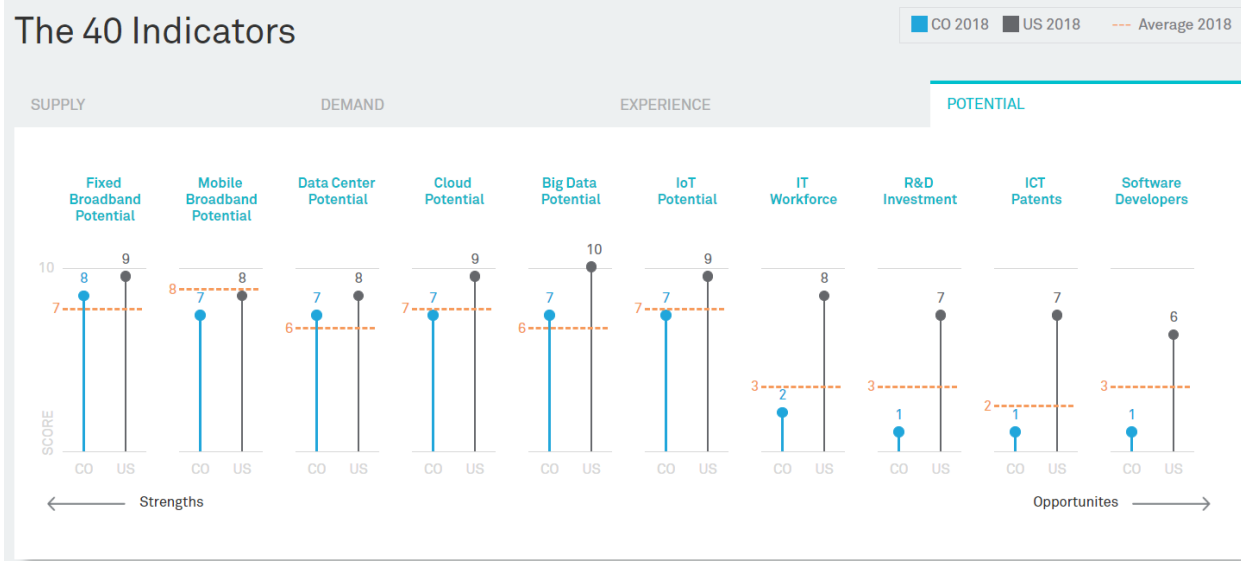 The 40 Indicators
CO 2018 US 2018 --- Average 2018
SUPPLY DEMAND EXPERIENCE POTENTIAL
Fixed
Broadband
Potential
Mobile
Broadband
Potential
Data Center
Potential
Cloud
Potential
Big Data
Potential
IoT
Potential
IT
Workforce
R&D
Investment
ICT
Patents
Software
Developers
10
SCORE
7 8 9
8 7 8
6 7 8
7 7 9
6 7 10
7 7 9
3 2 8
3 1 7
2 1 7
3 1 6
CO US CO US CO US CO US CO US CO US CO US CO US CO US CO US
Strengths
Opportunites